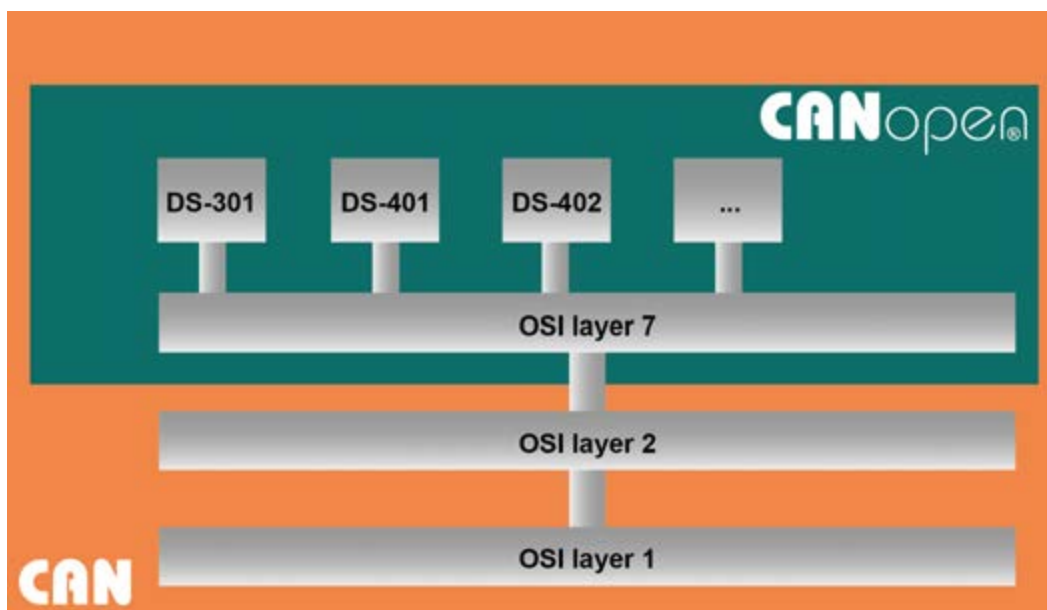 CANopen®
DS-301 DS-401 DS-402 ...
OSI layer 7
OSI layer 2
OSI layer 1
CAN